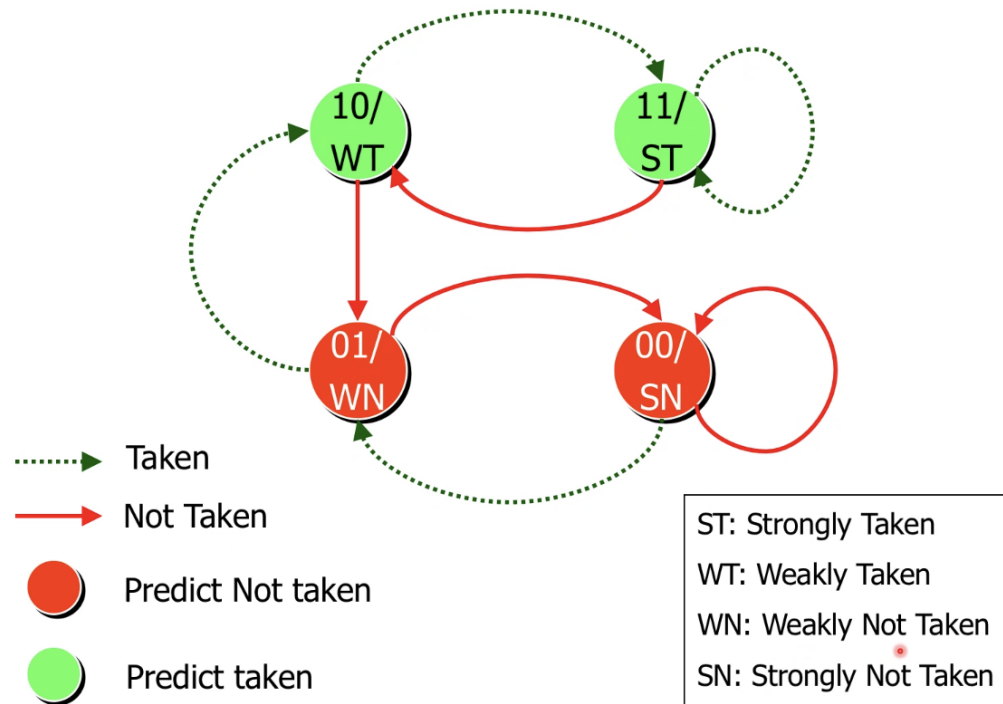 10/
WT
11/
ST
01/
WN
00/
SN
Taken
Not Taken
Predict Not taken
Predict taken
ST: Strongly Taken
WT: Weakly Taken
WN: Weakly Not Taken
SN: Strongly Not Taken